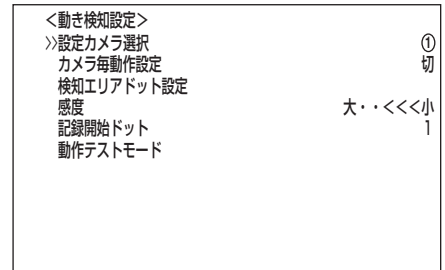 ＜動き検知設定＞
〉〉設定カメラ選択 ①
カメラ毎動作設定 切
検知エリアドット設定
感度 大・・＜＜＜小
記録開始ドット 1
動作テストモード